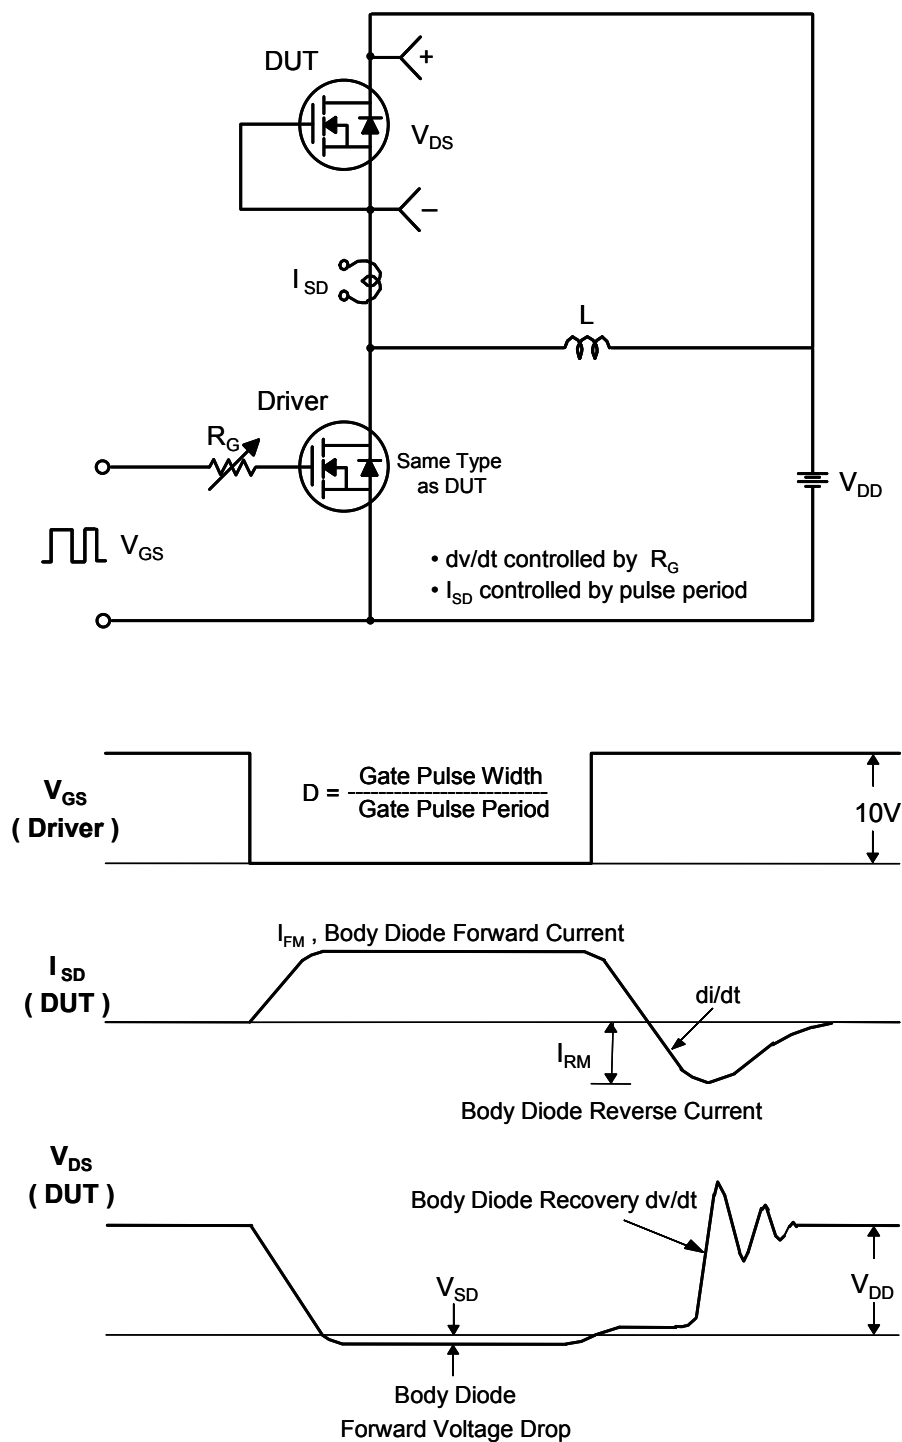 DUT
+
V_DS
–
I_SD
L
Driver
R_G
Same Type
as DUT
V_DD
V_GS
• dv/dt controlled by R_G
• I_SD controlled by pulse period
V_GS
( Driver )
D = Gate Pulse Width
--------------------------
Gate Pulse Period
10V
I_FM , Body Diode Forward Current
I_SD
( DUT )
di/dt
I_RM
Body Diode Reverse Current
V_DS
( DUT )
Body Diode Recovery dv/dt
V_SD
V_DD
Body Diode
Forward Voltage Drop